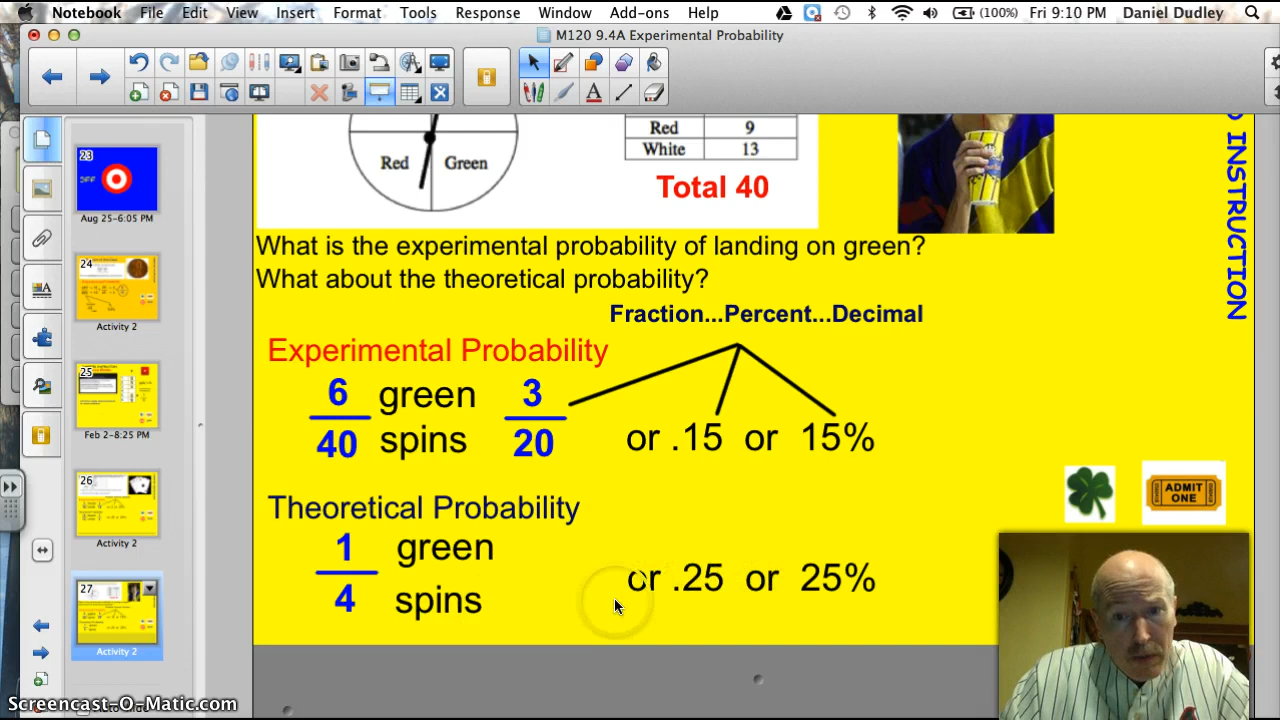 Notebook File Edit View Insert Format Tools Response Window Add-ons Help (100%) Fri 9:10 PM Daniel Dudley
M120 9.4A Experimental Probability
23
Aug 25-6:05 PM
24
Activity 2
25
Feb 2-8:25 PM
26
Activity 2
27
Activity 2
Red Green
Red 9
White 13
Total 40
INSTRUCTION
What is the experimental probability of landing on green?
What about the theoretical probability?
Fraction...Percent...Decimal
Experimental Probability
6 green 3
40 spins 20 or .15 or 15%
Theoretical Probability
1 green
4 spins or .25 or 25%
ADMIT
ONE
Screencast-O-Matic.com